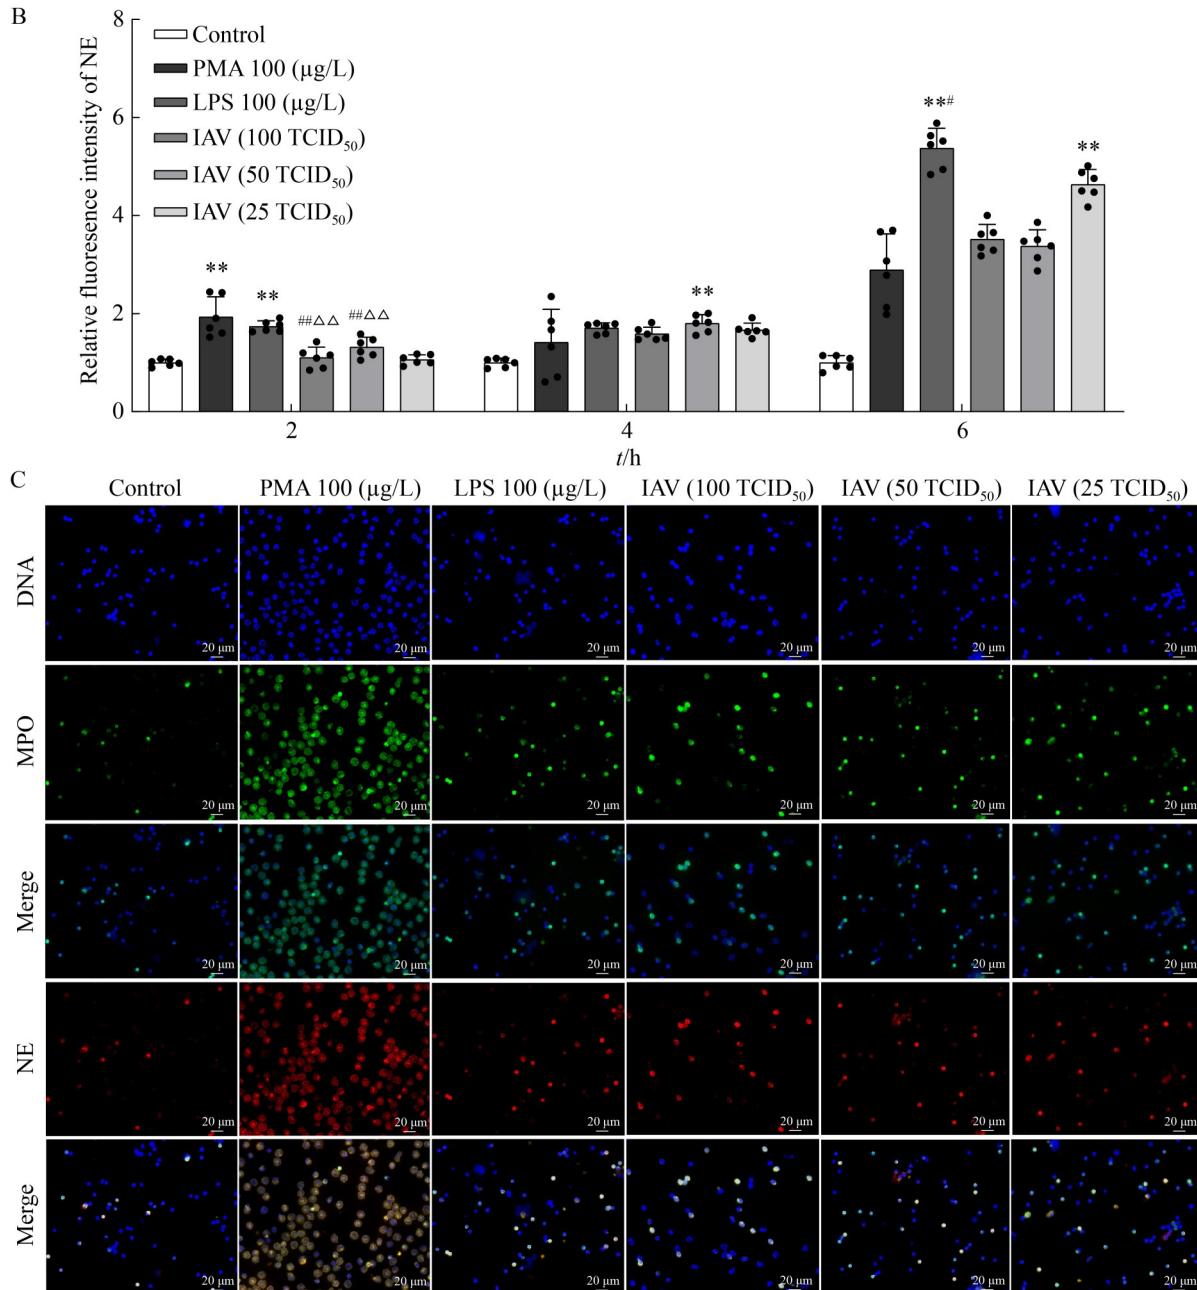 B
Relative fluoresence intensity of NE
8
6
4
2
0
Control
PMA 100 (µg/L)
LPS 100 (µg/L)
IAV (100 TCID₅₀)
IAV (50 TCID₅₀)
IAV (25 TCID₅₀)
**
**
##△△
##△△
**
**#
**
2
4
6
t/h
C
Control
PMA 100 (µg/L)
LPS 100 (µg/L)
IAV (100 TCID₅₀)
IAV (50 TCID₅₀)
IAV (25 TCID₅₀)
DNA
20 µm
20 µm
20 µm
20 µm
20 µm
20 µm
MPO
20 µm
20 µm
20 µm
20 µm
20 µm
20 µm
Merge
20 µm
20 µm
20 µm
20 µm
20 µm
20 µm
NE
20 µm
20 µm
20 µm
20 µm
20 µm
20 µm
Merge
20 µm
20 µm
20 µm
20 µm
20 µm
20 µm